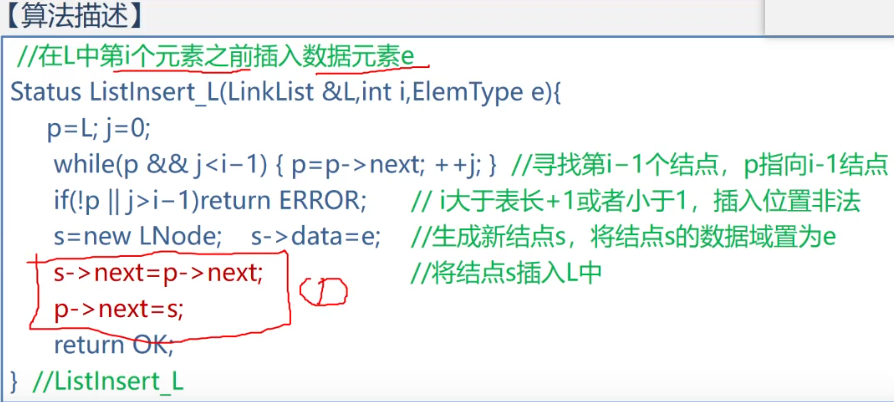 【算法描述】
//在L中第i个元素之前插入数据元素e
Status ListInsert_L(LinkList &L,int i,ElemType e){
p=L; j=0;
while(p && j<i−1) { p=p->next; ++j; } //寻找第i−1个结点，p指向i-1结点
if(!p || j>i−1)return ERROR; // i大于表长+1或者小于1，插入位置非法
s=new LNode; s->data=e; //生成新结点s，将结点s的数据域置为e
s->next=p->next; //将结点s插入L中
p->next=s; ①
return OK;
} //ListInsert_L